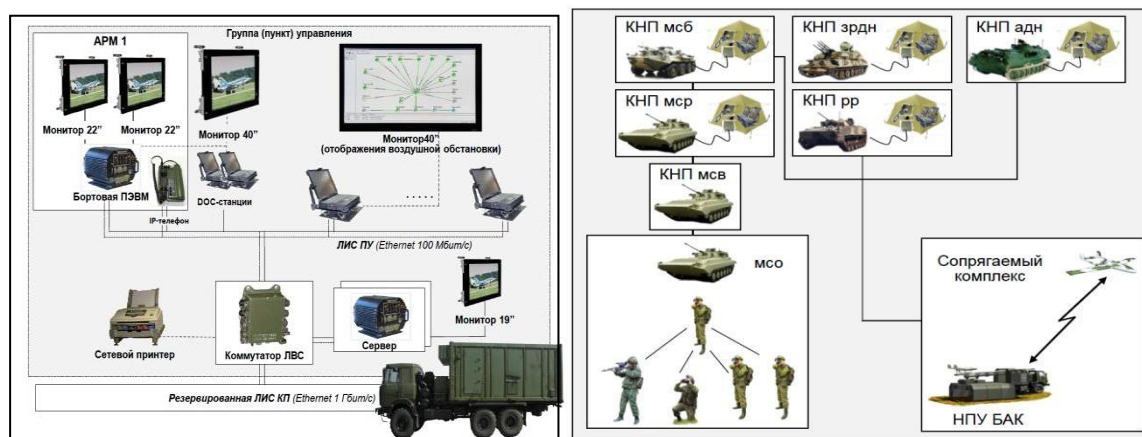 Группа (пункт) управления
АРМ 1
Монитор 22”
Монитор 22”
Монитор 40”
Монитор40”
(отображения воздушной обстановки)
Бортовая ПЭВМ
IP-телефон
DOC-станции
ЛИС ПУ (Ethernet 100 Мбит/с)
Сетевой принтер
Коммутатор ЛВС
Сервер
Монитор 19”
Резервированная ЛИС КП (Ethernet 1 Гбит/с)
КНП мсб
КНП зрдн
КНП адн
КНП мср
КНП рр
КНП мсв
мсо
Сопрягаемый
комплекс
НПУ БАК